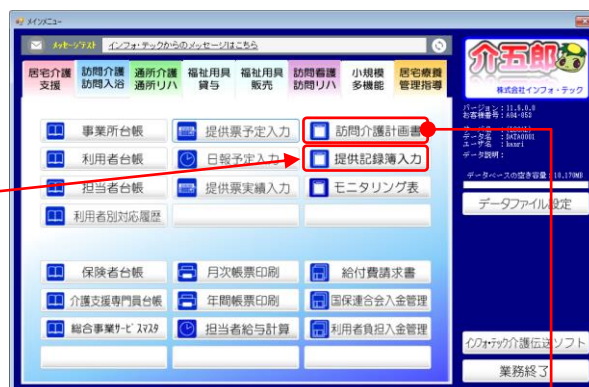 メインメニュー
メッセージテスト インフォ・テックからのメッセージはこちら
居宅介護支援
訪問介護訪問入浴
通所介護通所リハ
福祉用具貸与
福祉用具販売
訪問看護訪問リハ
小規模多機能
居宅療養管理指導
事業所台帳
提供票予定入力
訪問介護計画書
利用者台帳
日報予定入力
提供記録簿入力
担当者台帳
提供票実績入力
モニタリング表
利用者別対応履歴
保険者台帳
月次帳票印刷
給付費請求書
介護支援専門員台帳
年間帳票印刷
国保連合会入金管理
総合事業サービスマスタ
担当者給与計算
利用者負担入金管理
介五郎
株式会社インフォ・テック
バージョン:11.5.0.0
お客様番号:A04-053
データ名 :DATA0001
ユーザ名 :kanri
データ説明:
データベースの空き容量:10,170MB
データファイル設定
インフォ・テック介護伝送ソフト
業務終了